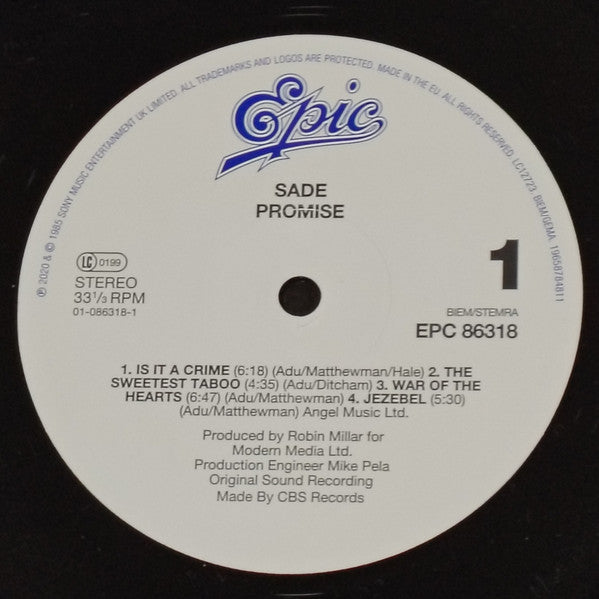 ℗ 2020 & © 1985 SONY MUSIC ENTERTAINMENT UK LIMITED. ALL TRADEMARKS AND LOGOS ARE PROTECTED. MADE IN THE EU. ALL RIGHTS RESERVED. LC12723. BIEM/GEMA. 19658784811
Epic
SADE
PROMISE
LC 0199
STEREO
33 1/3 RPM
01-086318-1
1
BIEM/STEMRA
EPC 86318
1. IS IT A CRIME (6:18) (Adu/Matthewman/Hale) 2. THE
SWEETEST TABOO (4:35) (Adu/Ditcham) 3. WAR OF THE
HEARTS (6:47) (Adu/Matthewman) 4. JEZEBEL (5:30)
(Adu/Matthewman) Angel Music Ltd.
Produced by Robin Millar for
Modern Media Ltd.
Production Engineer Mike Pela
Original Sound Recording
Made By CBS Records